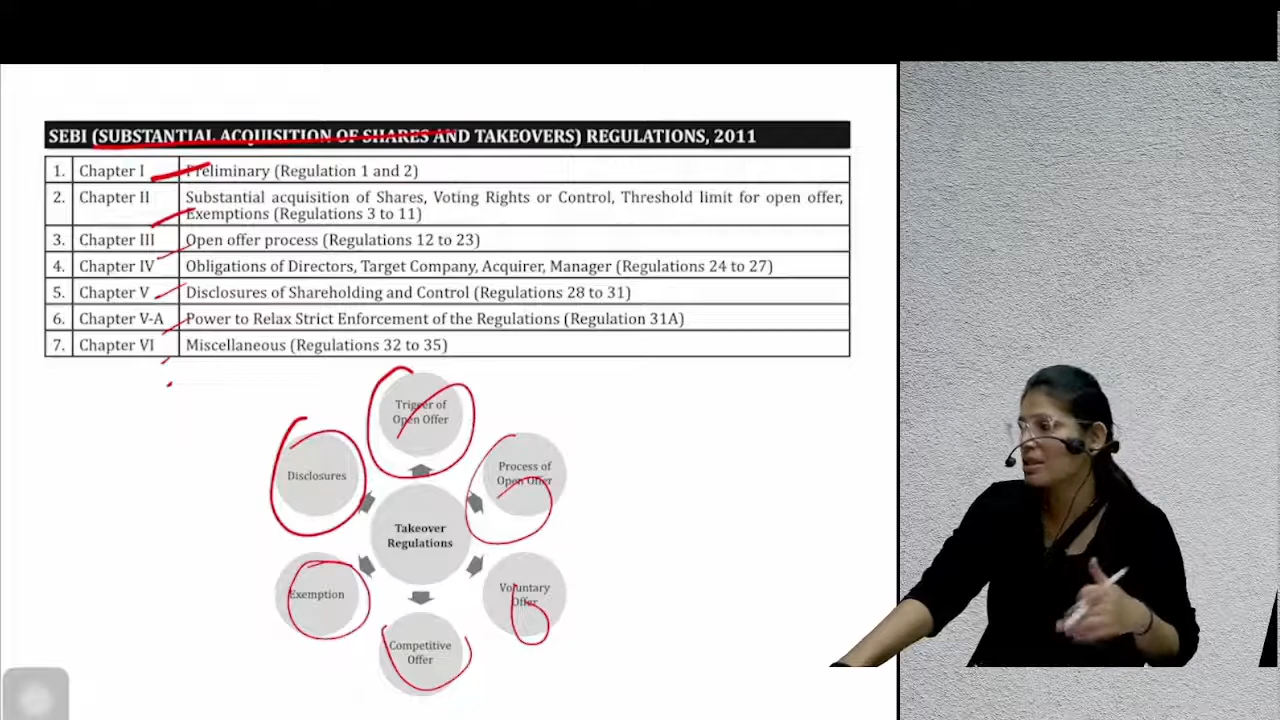 SEBI (SUBSTANTIAL ACQUISITION OF SHARES AND TAKEOVERS) REGULATIONS, 2011
1. Chapter I Preliminary (Regulation 1 and 2)
2. Chapter II Substantial acquisition of Shares, Voting Rights or Control, Threshold limit for open offer,
Exemptions (Regulations 3 to 11)
3. Chapter III Open offer process (Regulations 12 to 23)
4. Chapter IV Obligations of Directors, Target Company, Acquirer, Manager (Regulations 24 to 27)
5. Chapter V Disclosures of Shareholding and Control (Regulations 28 to 31)
6. Chapter V-A Power to Relax Strict Enforcement of the Regulations (Regulation 31A)
7. Chapter VI Miscellaneous (Regulations 32 to 35)
Trigger of
Open Offer
Process of
Open Offer
Disclosures
Takeover
Regulations
Voluntary
Offer
Exemption
Competitive
Offer